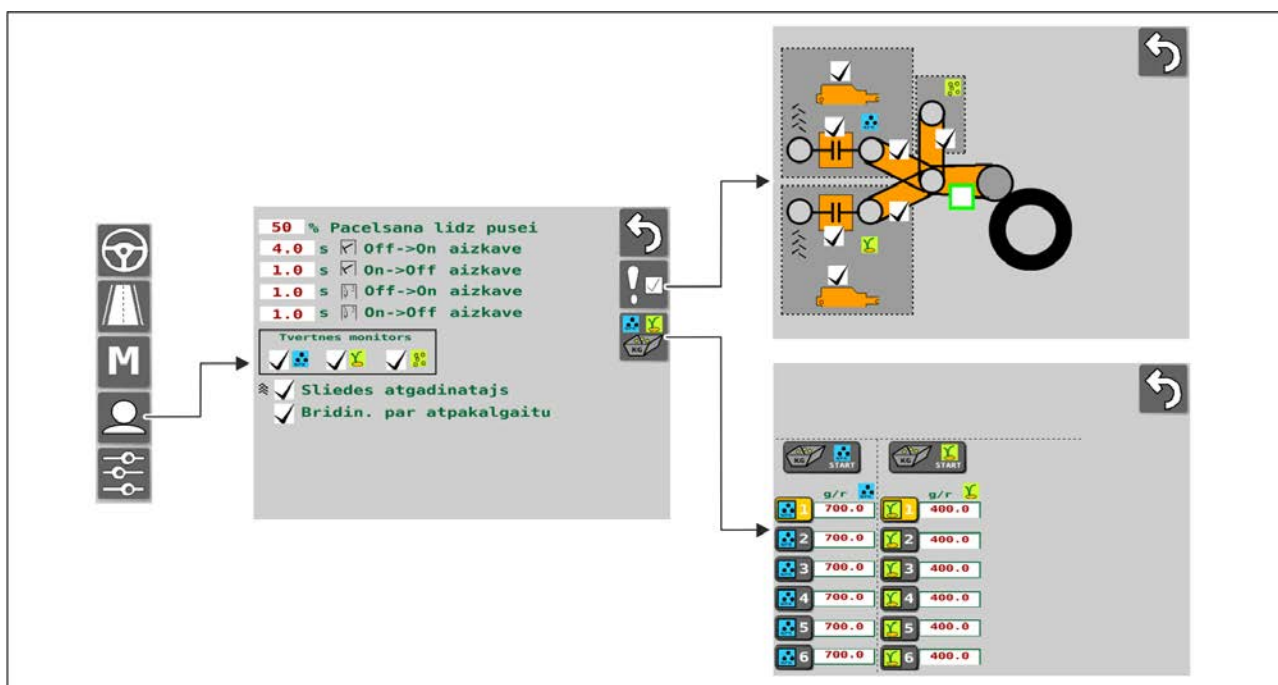 M
50 % Pacelsana lidz pusei
4.0 s Off->On aizkave
1.0 s On->Off aizkave
1.0 s Off->On aizkave
1.0 s On->Off aizkave
Tvertnes monitors
Sliedes atgadinatajs
Bridin. par atpakalgaitu
KG
KG START KG START
g/r g/r
1 700.0 1 400.0
2 700.0 2 400.0
3 700.0 3 400.0
4 700.0 4 400.0
5 700.0 5 400.0
6 700.0 6 400.0